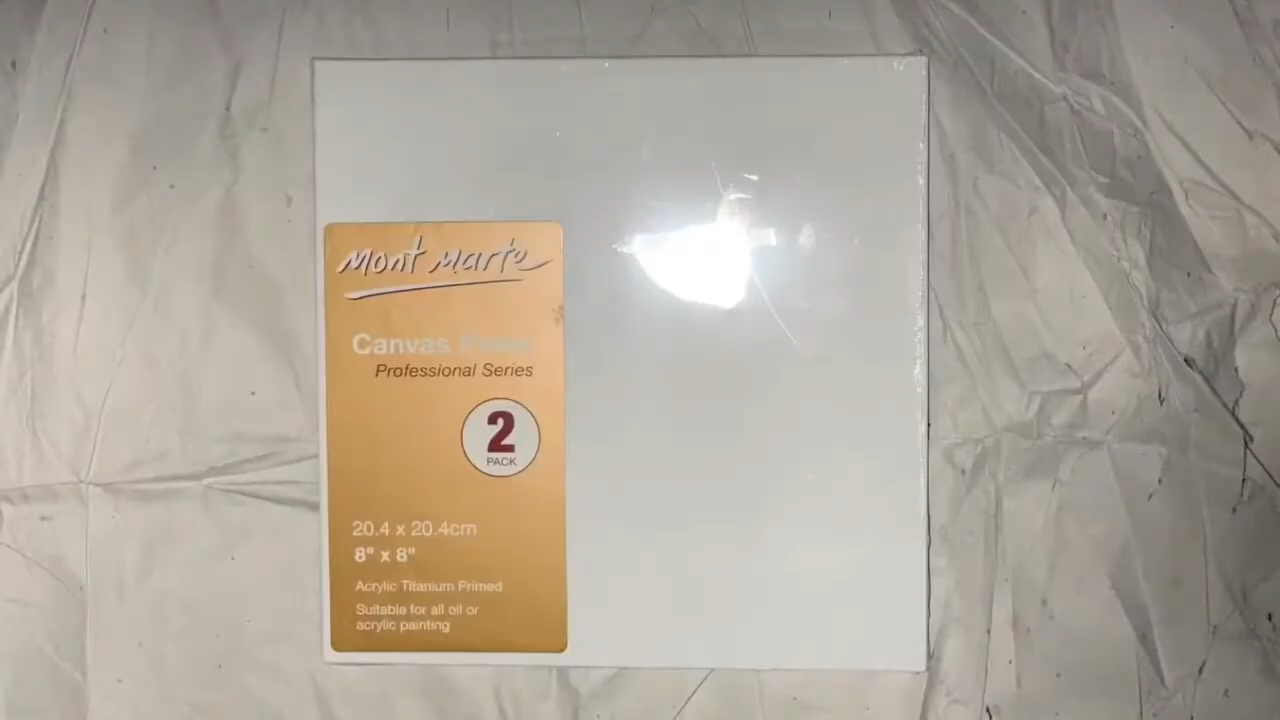 Mont Marte
Canvas
Professional Series
2
PACK
20.4 x 20.4cm
8" x 8"
Acrylic Titanium Primed
Suitable for all oil or
acrylic painting